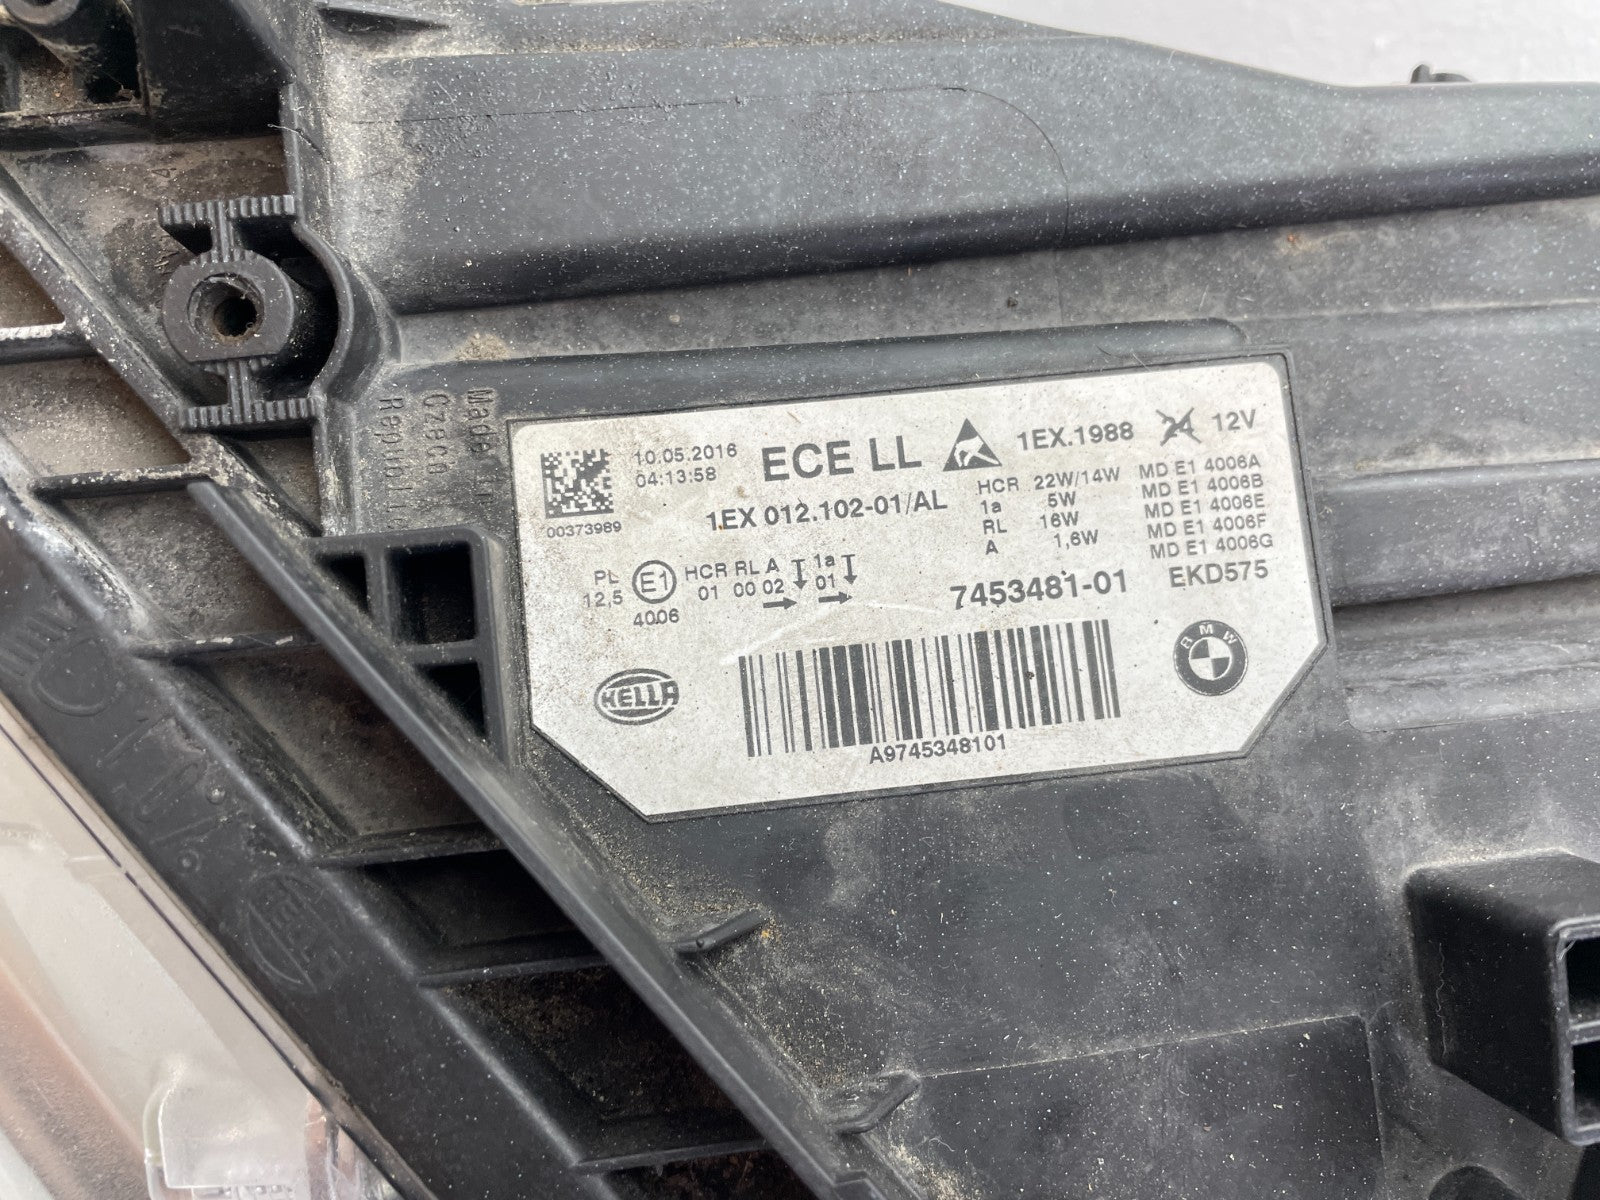 Made in
Czech
Republic
10.05.2016
04:13:58
00373989
ECE LL
1EX.1988
24 12V
1EX 012.102-01/AL
HCR 22W/14W
1a 5W
RL 16W
A 1,6W
MD E1 4006A
MD E1 4006B
MD E1 4006E
MD E1 4006F
MD E1 4006G
PL
12,5
E1
4006
HCR RL A 1a
01 00 02 01
7453481-01
EKD575
HELLA
A9745348101
BMW
HELLA